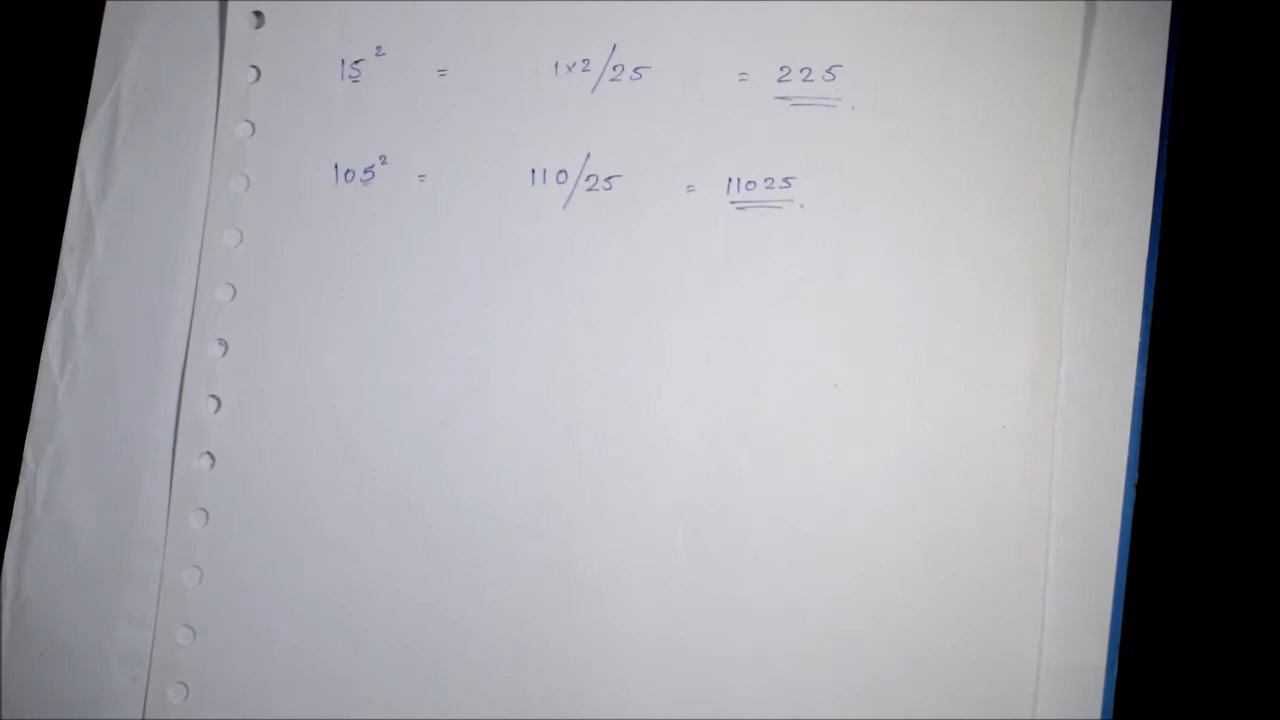 15² = 1×2/25 = 225.
105² = 110/25 = 11025.